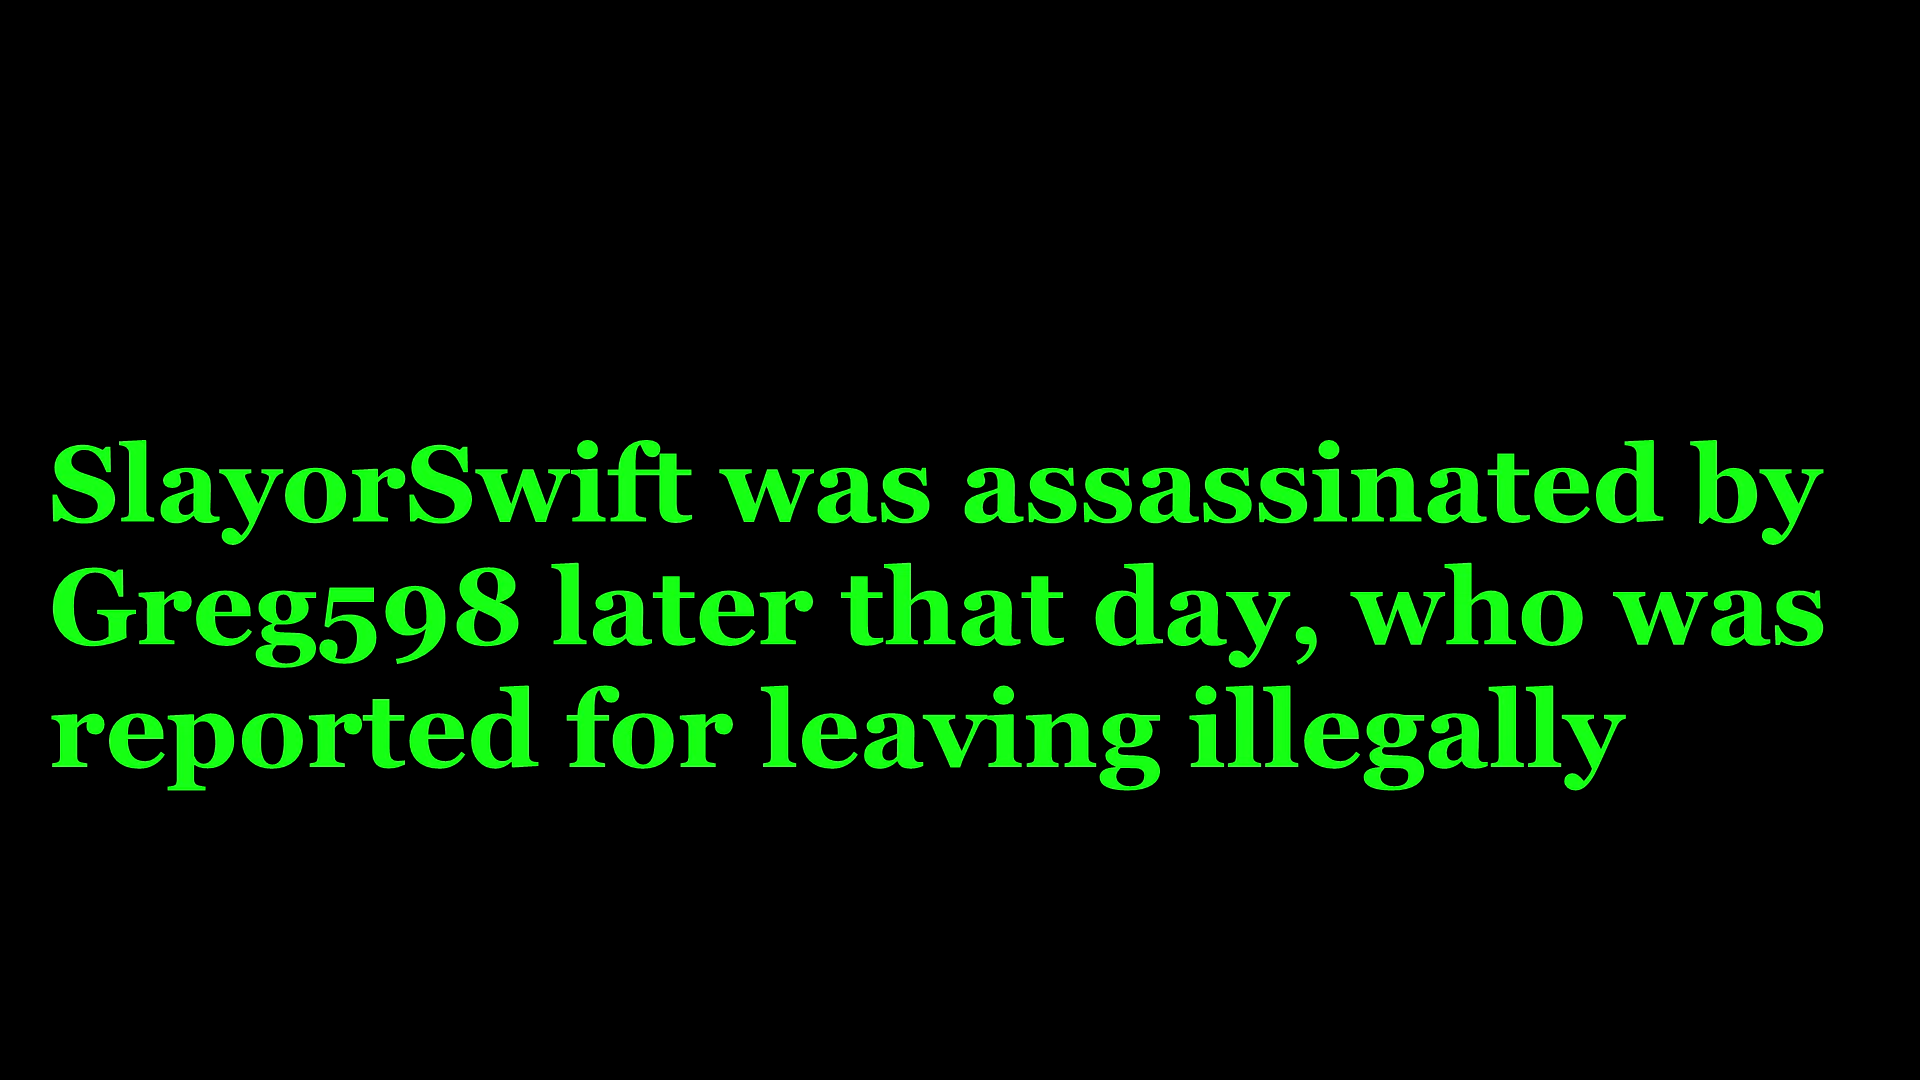 SlayorSwift was assassinated by
Greg598 later that day, who was
reported for leaving illegally